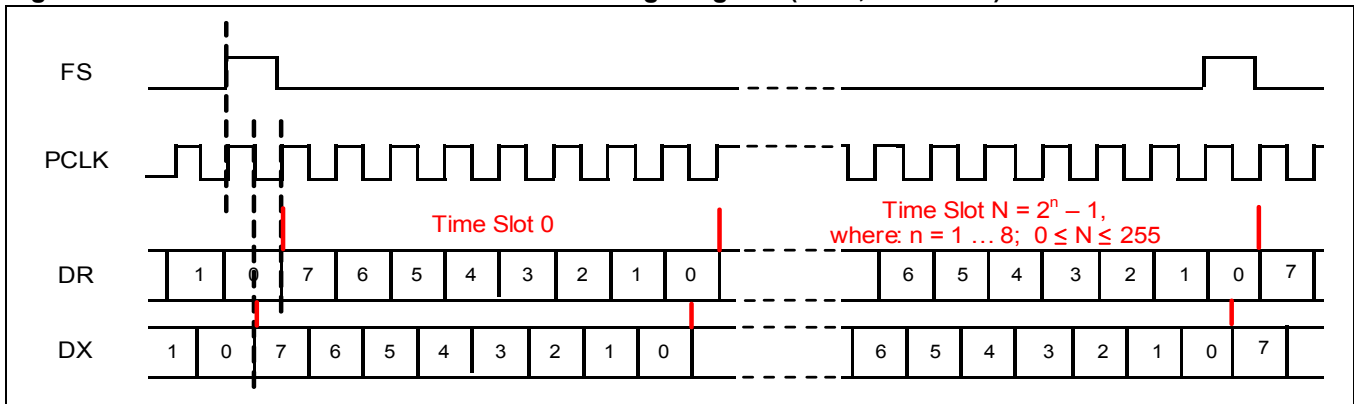 FS
PCLK
Time Slot 0
Time Slot N = 2ⁿ – 1,
where: n = 1 … 8; 0 ≤ N ≤ 255
DR 1 0 7 6 5 4 3 2 1 0 6 5 4 3 2 1 0 7
DX 1 0 7 6 5 4 3 2 1 0 6 5 4 3 2 1 0 7